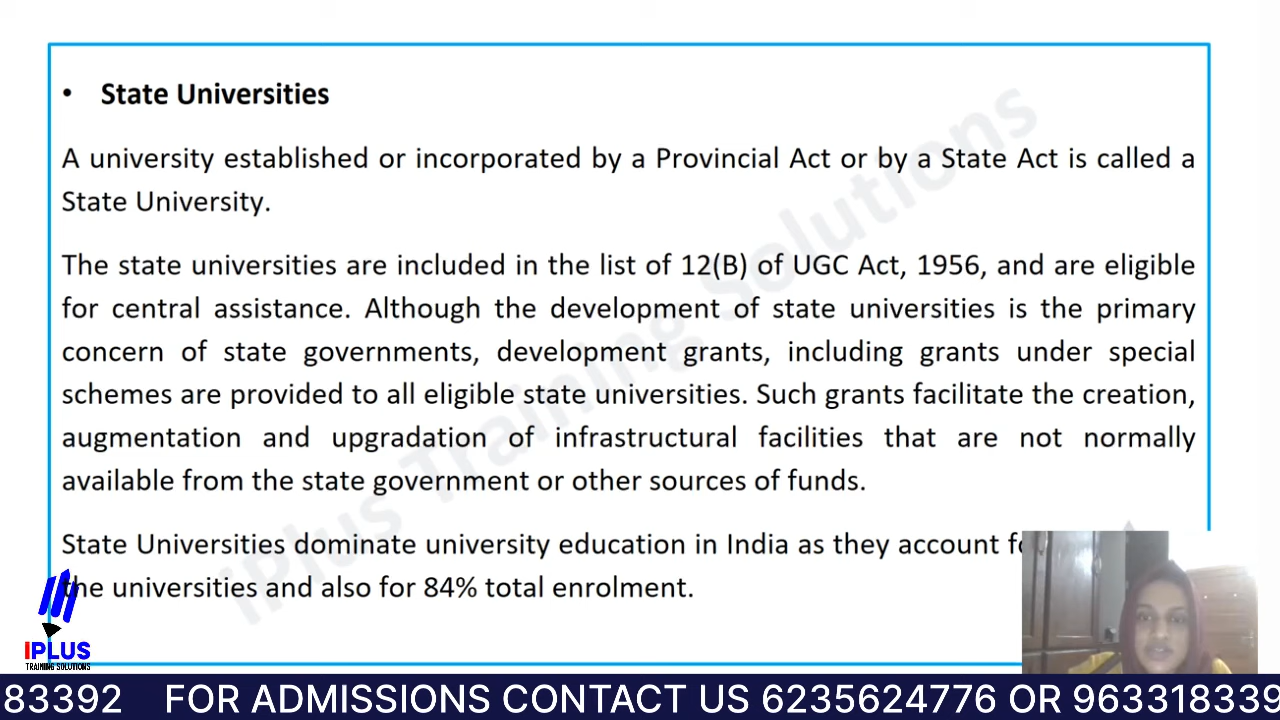 • State Universities
A university established or incorporated by a Provincial Act or by a State Act is called a
State University.
The state universities are included in the list of 12(B) of UGC Act, 1956, and are eligible
for central assistance. Although the development of state universities is the primary
concern of state governments, development grants, including grants under special
schemes are provided to all eligible state universities. Such grants facilitate the creation,
augmentation and upgradation of infrastructural facilities that are not normally
available from the state government or other sources of funds.
State Universities dominate university education in India as they account
the universities and also for 84% total enrolment.
iPlus Training Solutions
IPLUS
TRAINING SOLUTIONS
83392 FOR ADMISSIONS CONTACT US 6235624776 OR 963318339